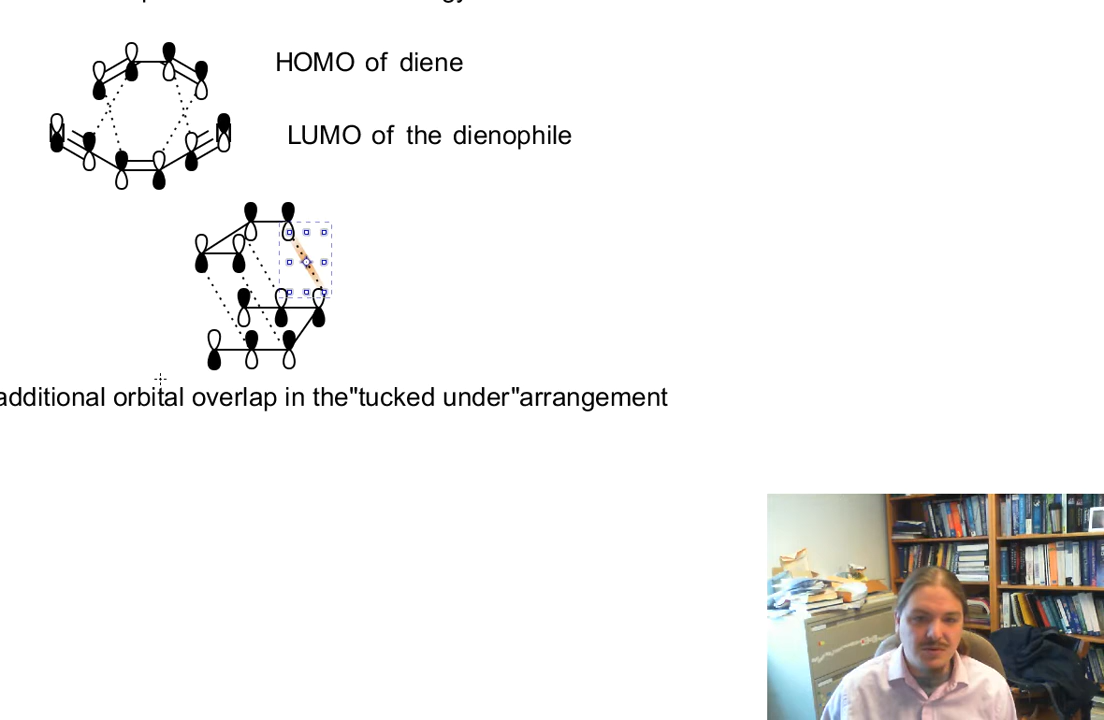 HOMO of diene
LUMO of the dienophile
additional orbital overlap in the"tucked under"arrangement